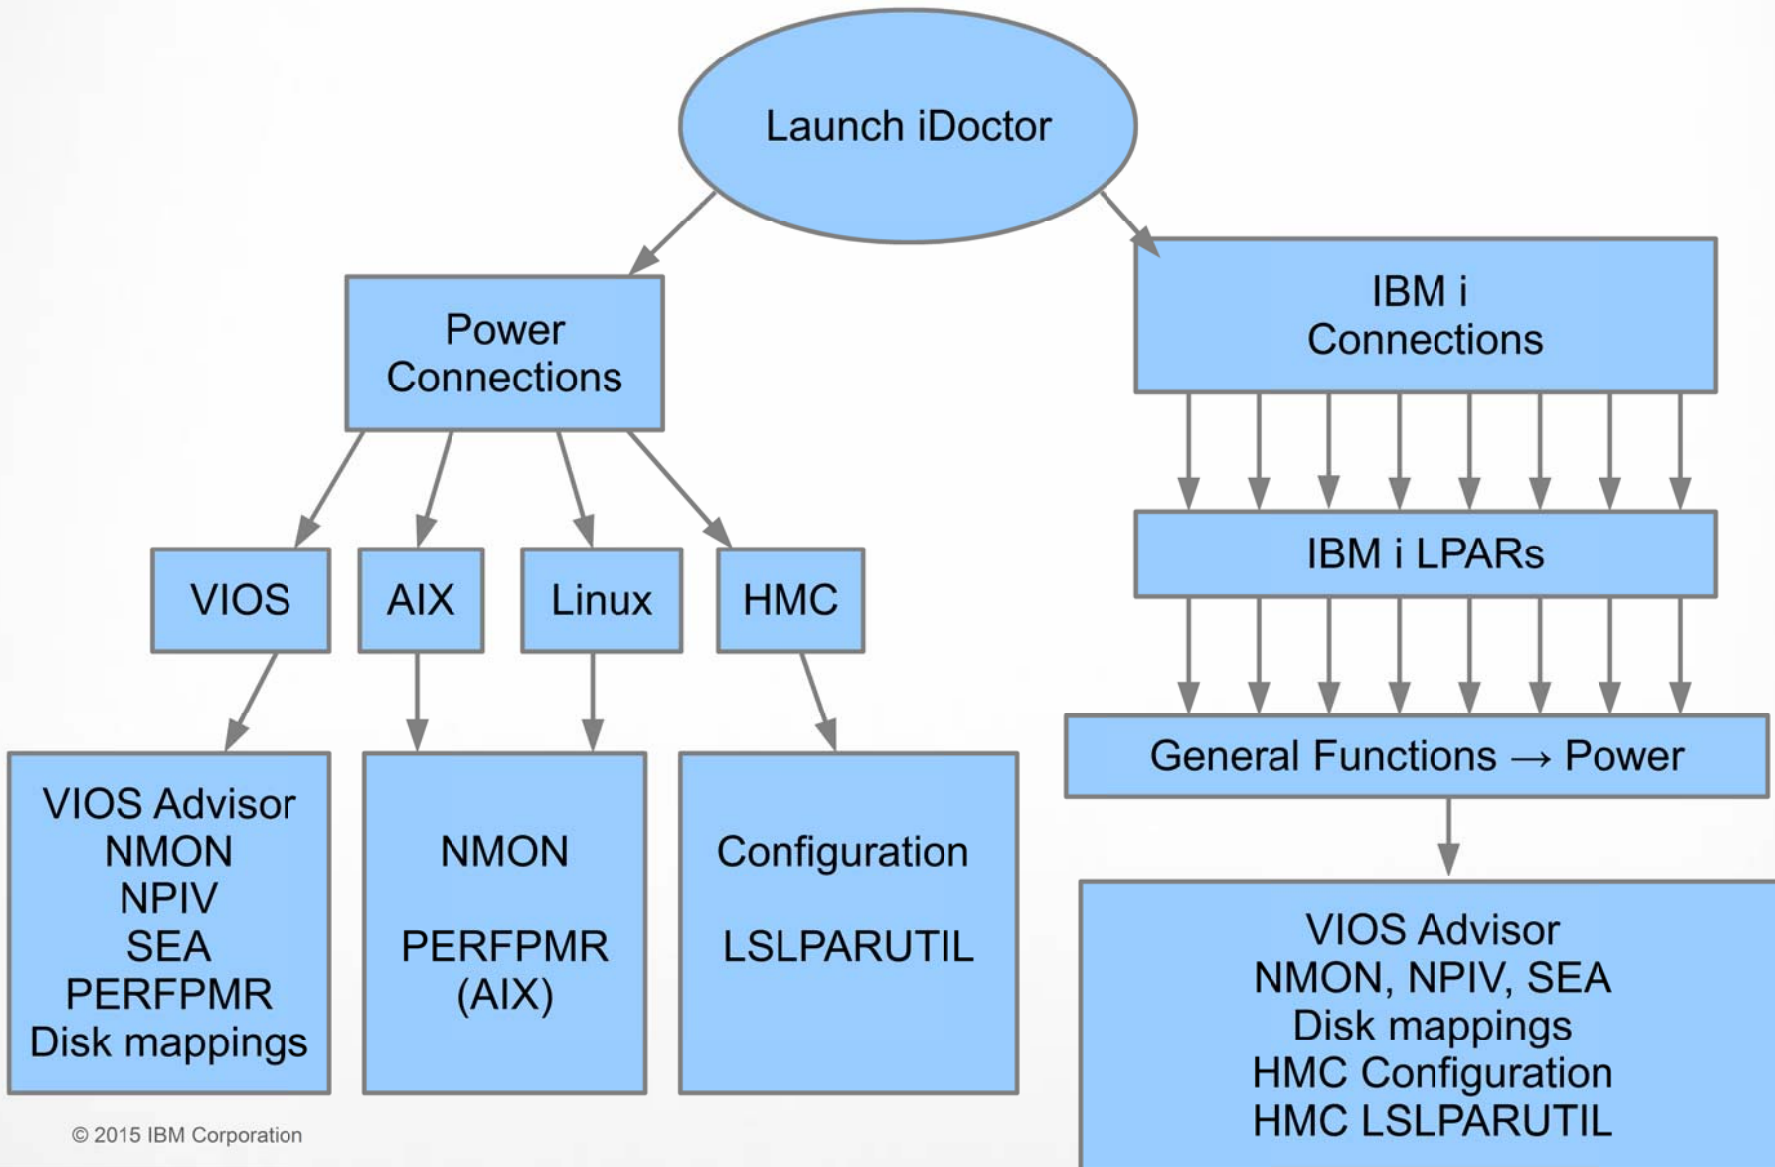 Launch iDoctor
Power
Connections
IBM i
Connections
VIOS
AIX
Linux
HMC
IBM i LPARs
General Functions → Power
VIOS Advisor
NMON
NPIV
SEA
PERFPMR
Disk mappings
NMON
PERFPMR
(AIX)
Configuration
LSLPARUTIL
VIOS Advisor
NMON, NPIV, SEA
Disk mappings
HMC Configuration
HMC LSLPARUTIL
© 2015 IBM Corporation